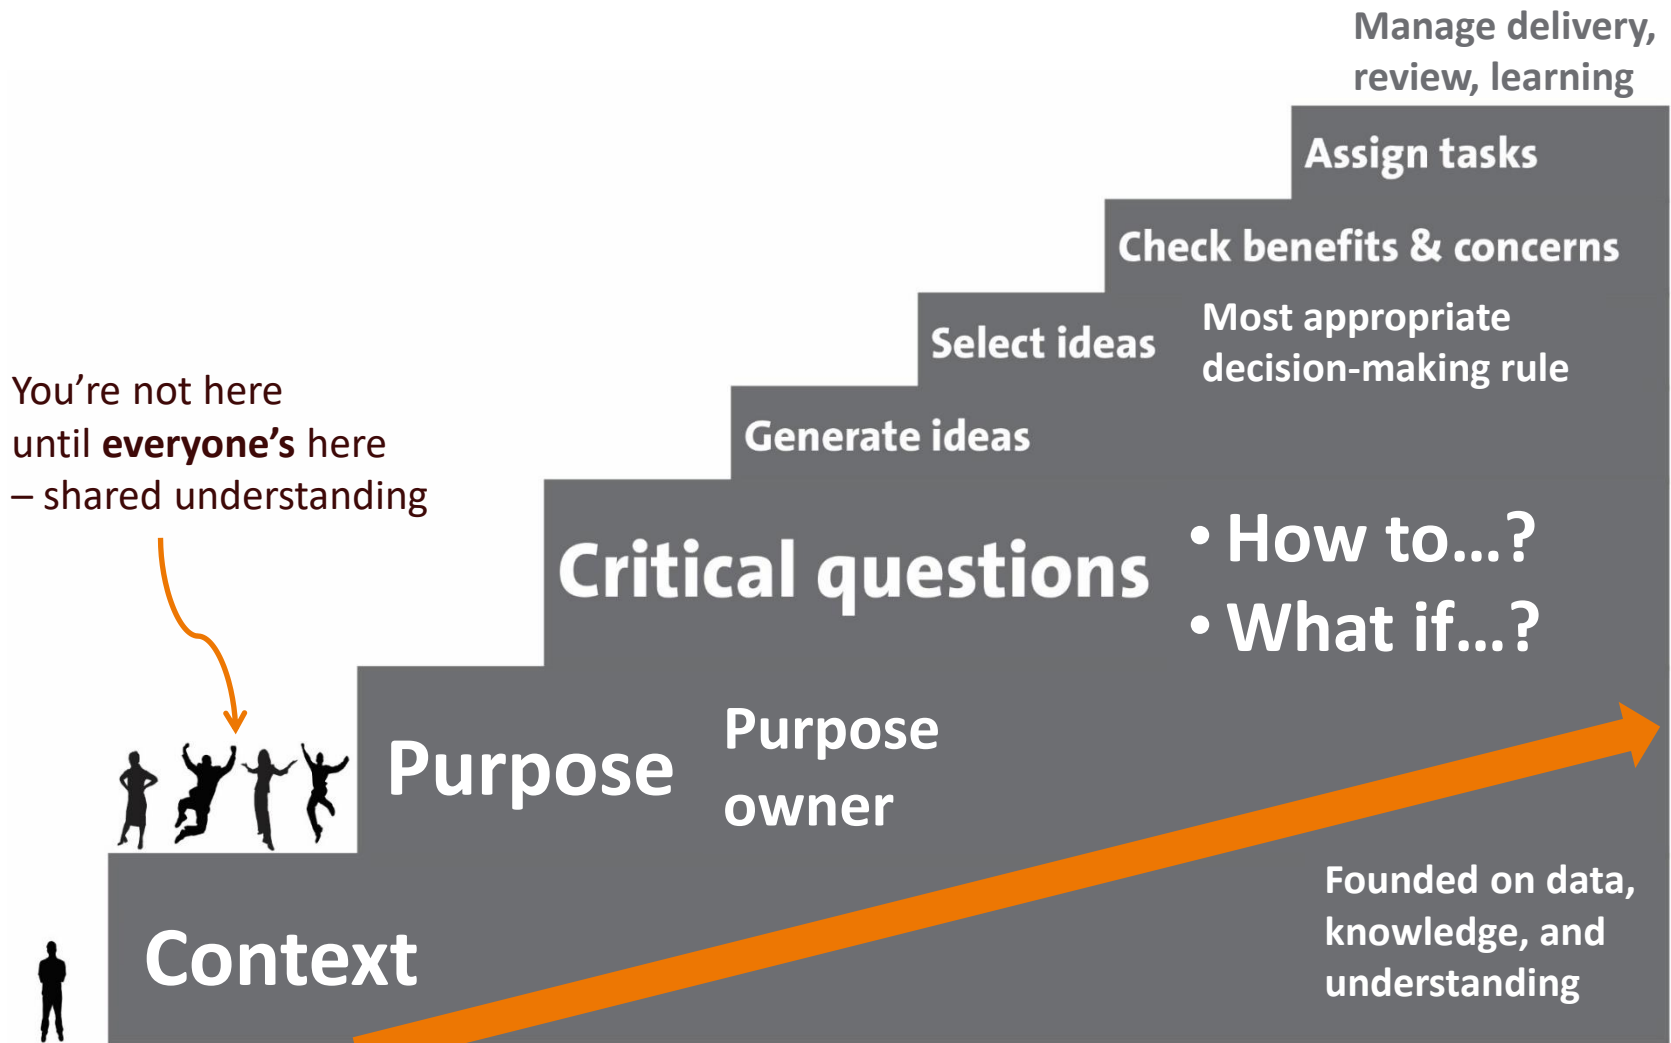 Manage delivery,
review, learning
Assign tasks
Check benefits & concerns
Select ideas
Most appropriate
decision-making rule
Generate ideas
You’re not here
until everyone’s here
– shared understanding
Critical questions
• How to…?
• What if…?
Purpose
Purpose
owner
Context
Founded on data,
knowledge, and
understanding